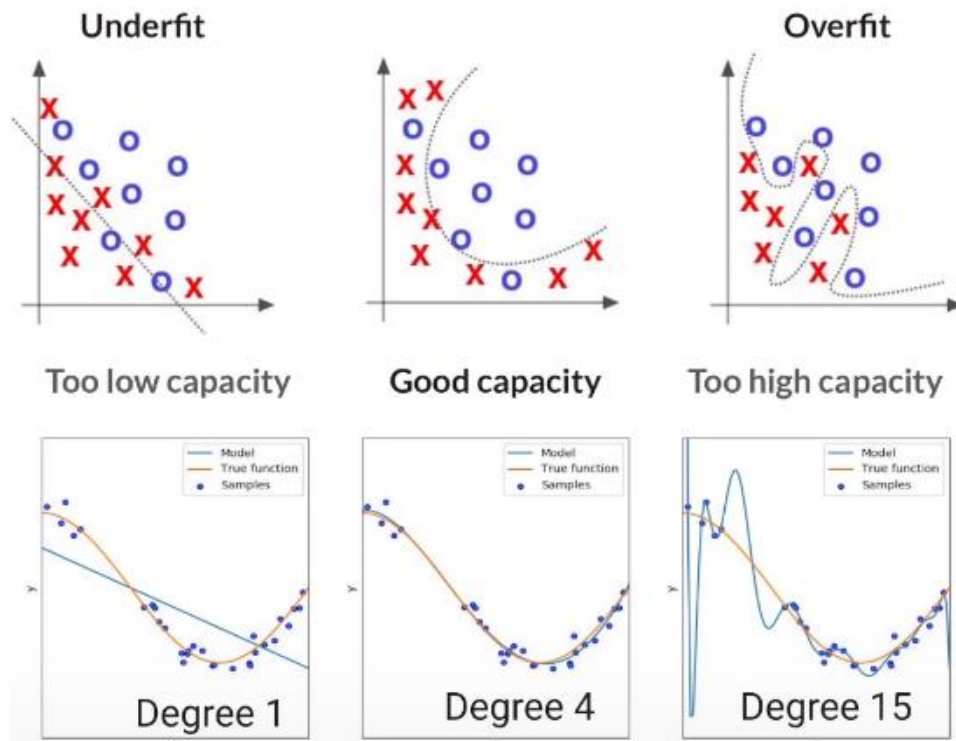 Underfit
Overfit
Too low capacity
Good capacity
Too high capacity
Model
True function
Samples
y
Degree 1
Model
True function
Samples
y
Degree 4
Model
True function
Samples
y
Degree 15